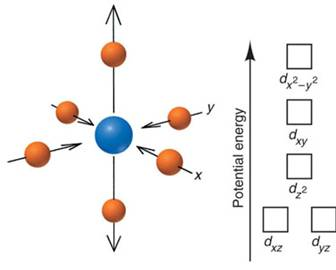 y
x
Potential energy
dx²−y²
dxy
dz²
dxz dyz